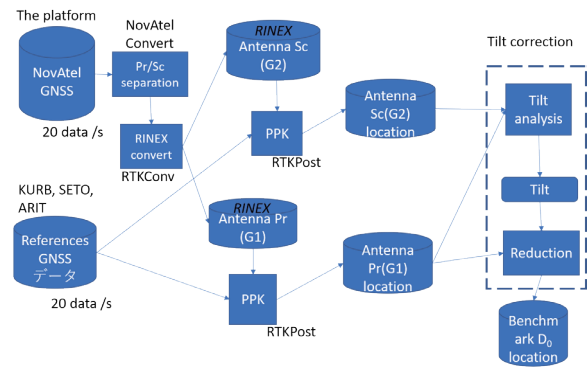 The platform
NovAtel
GNSS
20 data /s
NovAtel
Convert
Pr/Sc
separation
RINEX
convert
RTKConv
RINEX
Antenna Sc
(G2)
PPK
RTKPost
Antenna
Sc(G2)
location
KURB, SETO,
ARIT
References
GNSS
データ
20 data /s
RINEX
Antenna Pr
(G1)
PPK
RTKPost
Antenna
Pr(G1)
location
Tilt correction
Tilt
analysis
Tilt
Reduction
Benchm
ark D₀
location